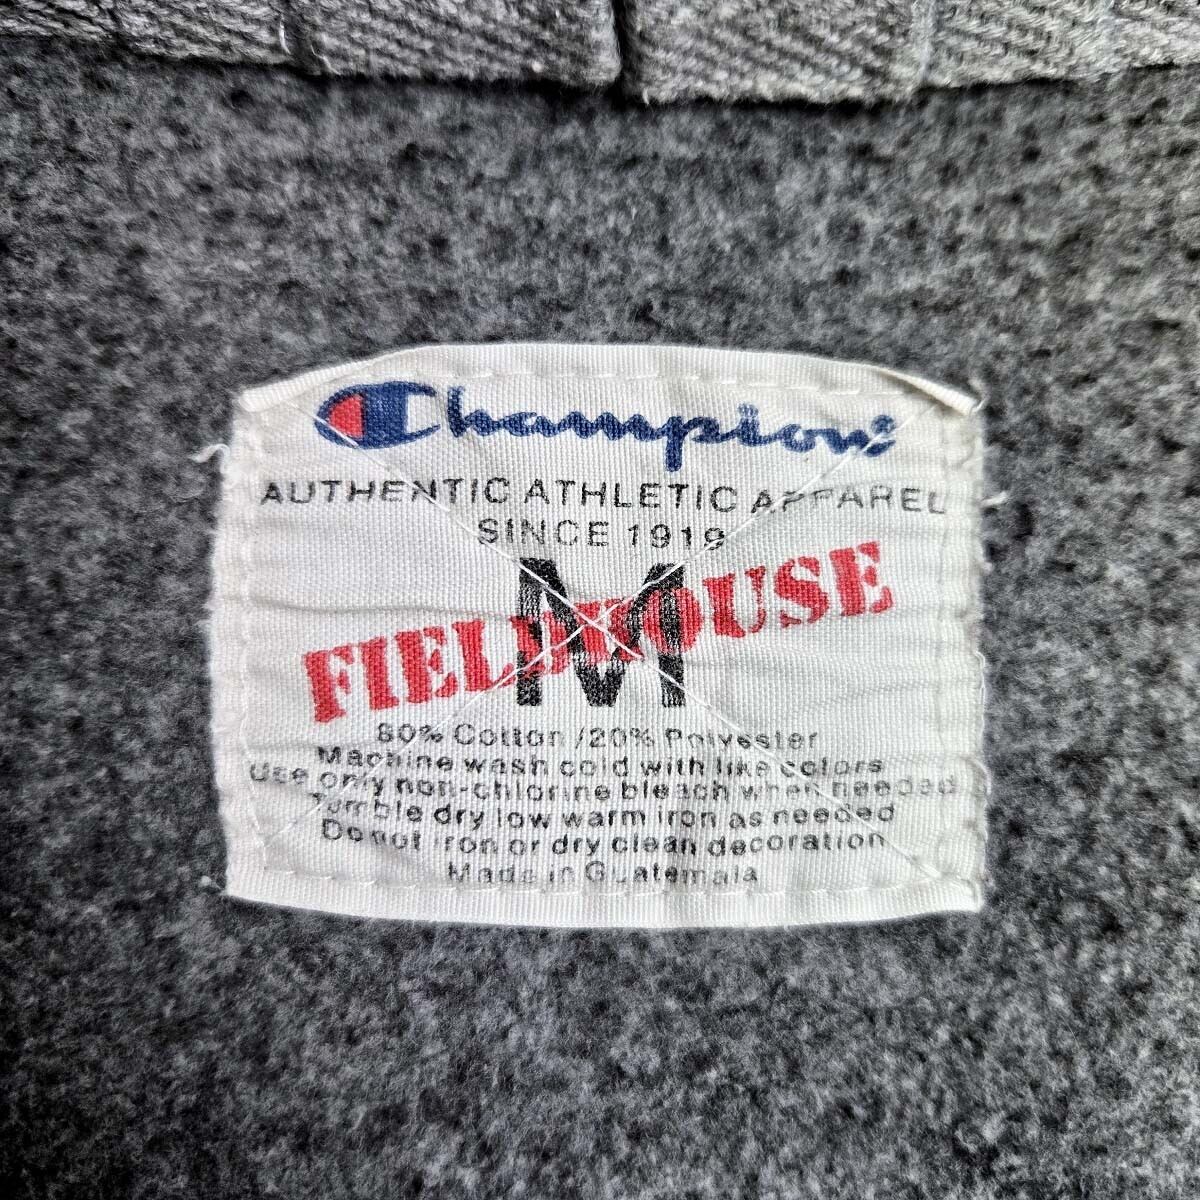 Champion®
AUTHENTIC ATHLETIC APPAREL
SINCE 1919
M
FIELDHOUSE
80% Cotton /20% Polyester
Machine wash cold with like colors
Use only non-chlorine bleach when needed
Tumble dry low warm iron as needed
Do not iron or dry clean decoration
Made in Guatemala